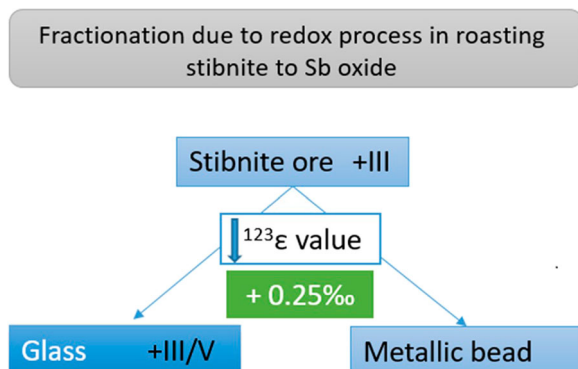 Fractionation due to redox process in roasting
stibnite to Sb oxide
Stibnite ore +III
¹²³ε value
+ 0.25‰
Glass +III/V
Metallic bead